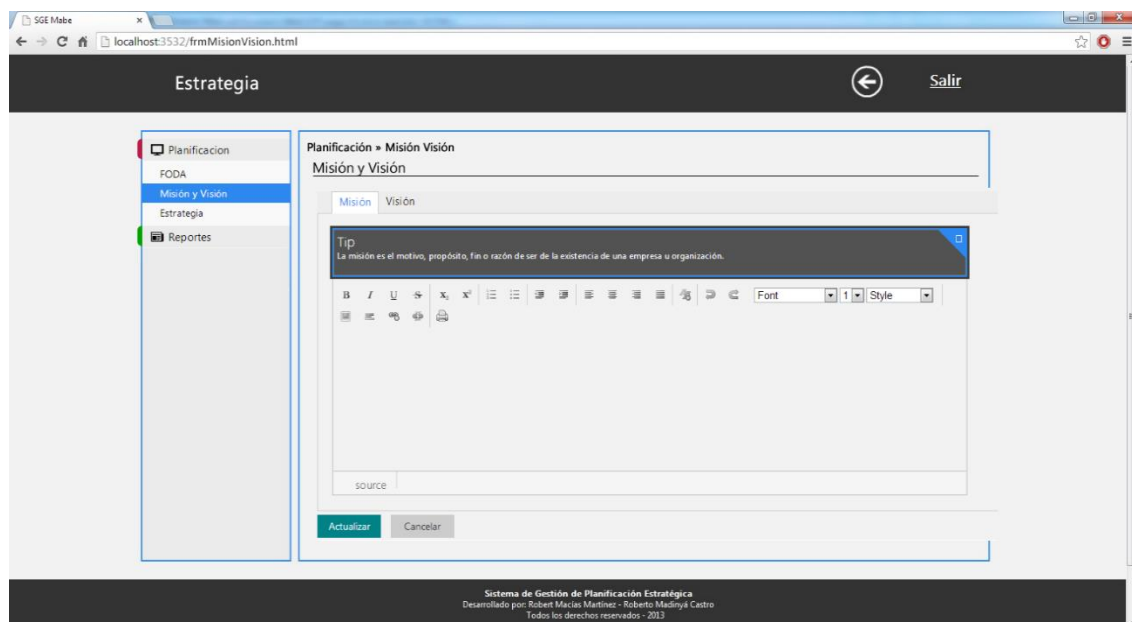 SGE Mabe
localhost:3532/frmMisionVision.html
Estrategia
Salir
Planificacion
FODA
Misión y Visión
Estrategia
Reportes
Planificación » Misión Visión
Misión y Visión
Misión Visión
Tip
La misión es el motivo, propósito, fin o razón de ser de la existencia de una empresa u organización.
B I U S X₂ X² Font 1 Style
source
Actualizar Cancelar
Sistema de Gestión de Planificación Estratégica
Desarrollado por: Robert Macías Martínez - Roberto Madinyá Castro
Todos los derechos reservados - 2013